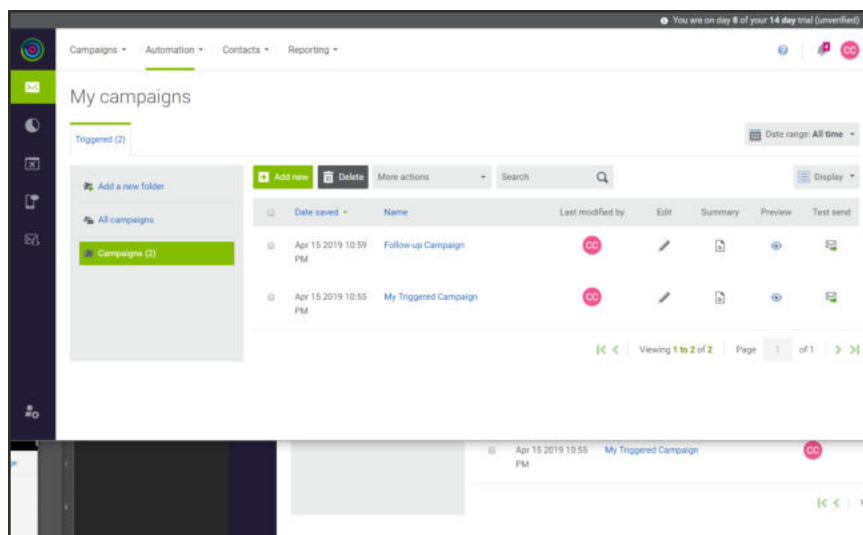 You are on day 6 of your 14 day trial (unverified)
Campaigns Automation Contacts Reporting
CC
My campaigns
Triggered (2)
Date range: All time
Add a new folder
All campaigns
Campaigns (2)
Add new Delete More actions Search Display
Date saved Name Last modified by Edit Summary Preview Test send
Apr 15 2019 10:59 PM
Follow-up Campaign
CC
Apr 15 2019 10:55 PM
My Triggered Campaign
CC
Viewing 1 to 2 of 2 Page 1 of 1
Apr 15 2019 10:55 PM
My Triggered Campaign
CC